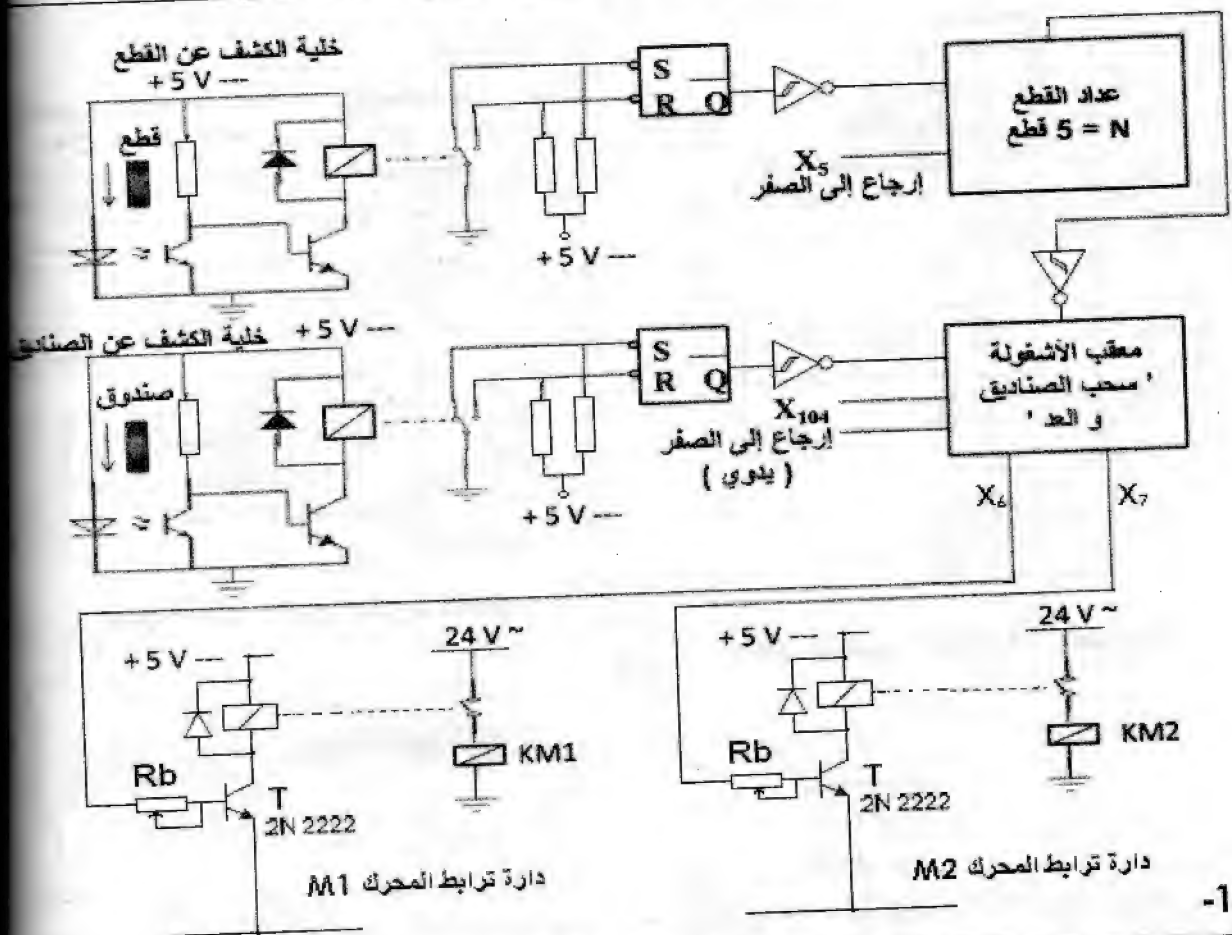 خلية الكشف عن القطع
+ 5 V ---
قطع
S
R Q
عداد القطع
N = 5 قطع
X5
إرجاع إلى الصفر
+ 5 V ---
خلية الكشف عن الصناديق
+ 5 V ---
صندوق
S
R Q
معقب الأشغولة
' سحب الصناديق
و العد '
X104
إرجاع إلى الصفر
( يدوي )
+ 5 V ---
X6
X7
+ 5 V ---
24 V ~
KM1
Rb
T
2N 2222
دارة ترابط المحرك M1
+ 5 V ---
24 V ~
KM2
Rb
T
2N 2222
دارة ترابط المحرك M2
-1